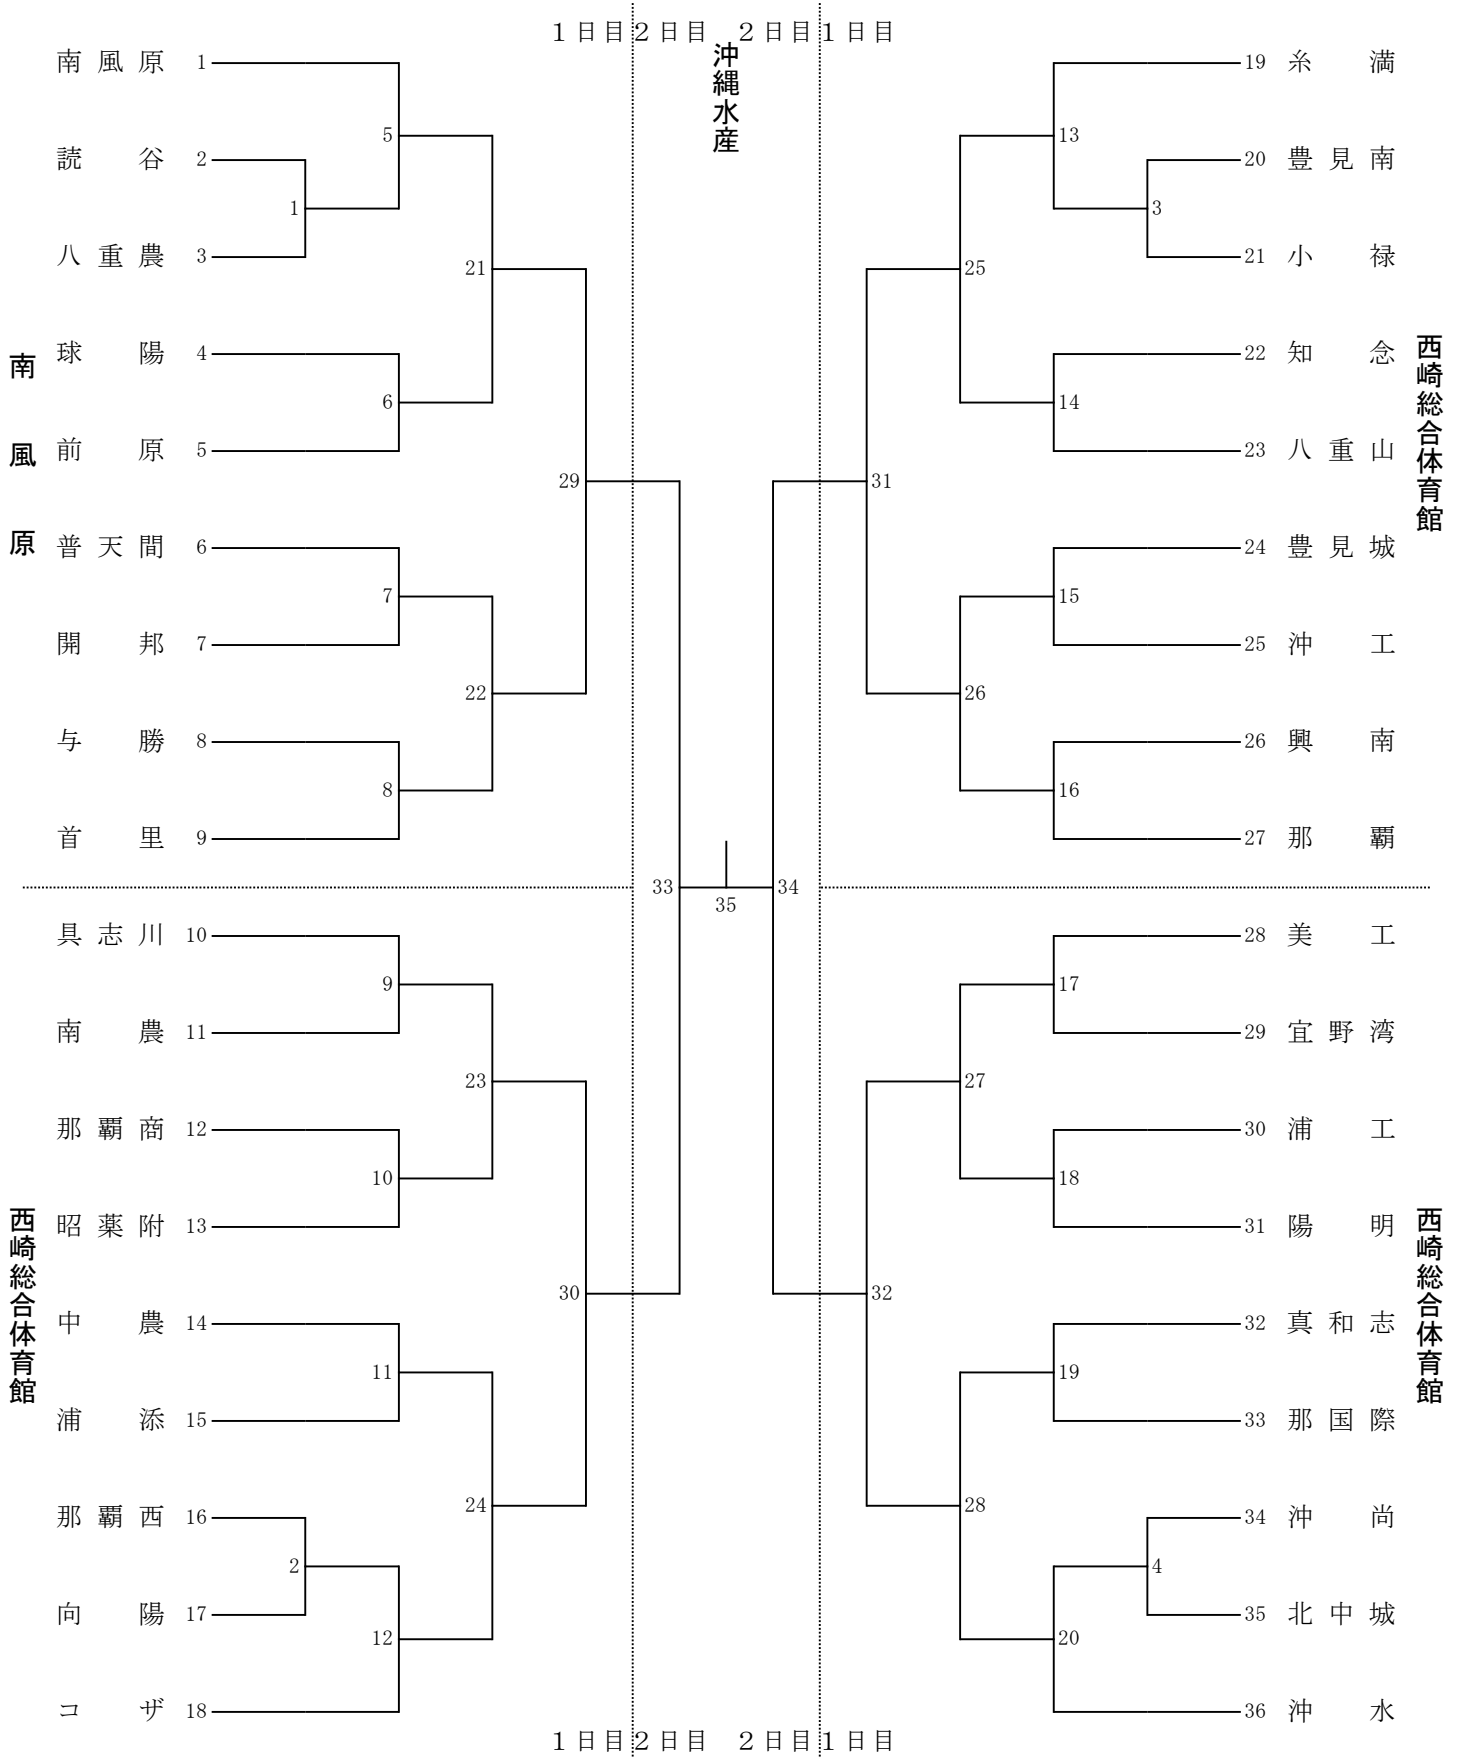 １日目 ２日目　２日目 １日目
沖縄水産
南風原 1
読谷 2
八重農 3
球陽 4
前原 5
普天間 6
開邦 7
与勝 8
首里 9
具志川 10
南農 11
那覇商 12
昭薬附 13
中農 14
浦添 15
那覇西 16
向陽 17
コザ 18
南風原
西崎総合体育館
1
2
5
6
7
8
9
10
11
12
21
22
23
24
29
30
33
35
34
31
32
25
26
27
28
13
14
15
16
17
18
19
20
3
4
19 糸満
20 豊見南
21 小禄
22 知念
23 八重山
24 豊見城
25 沖工
26 興南
27 那覇
28 美工
29 宜野湾
30 浦工
31 陽明
32 真和志
33 那国際
34 沖尚
35 北中城
36 沖水
西崎総合体育館
西崎総合体育館
１日目 ２日目　２日目 １日目